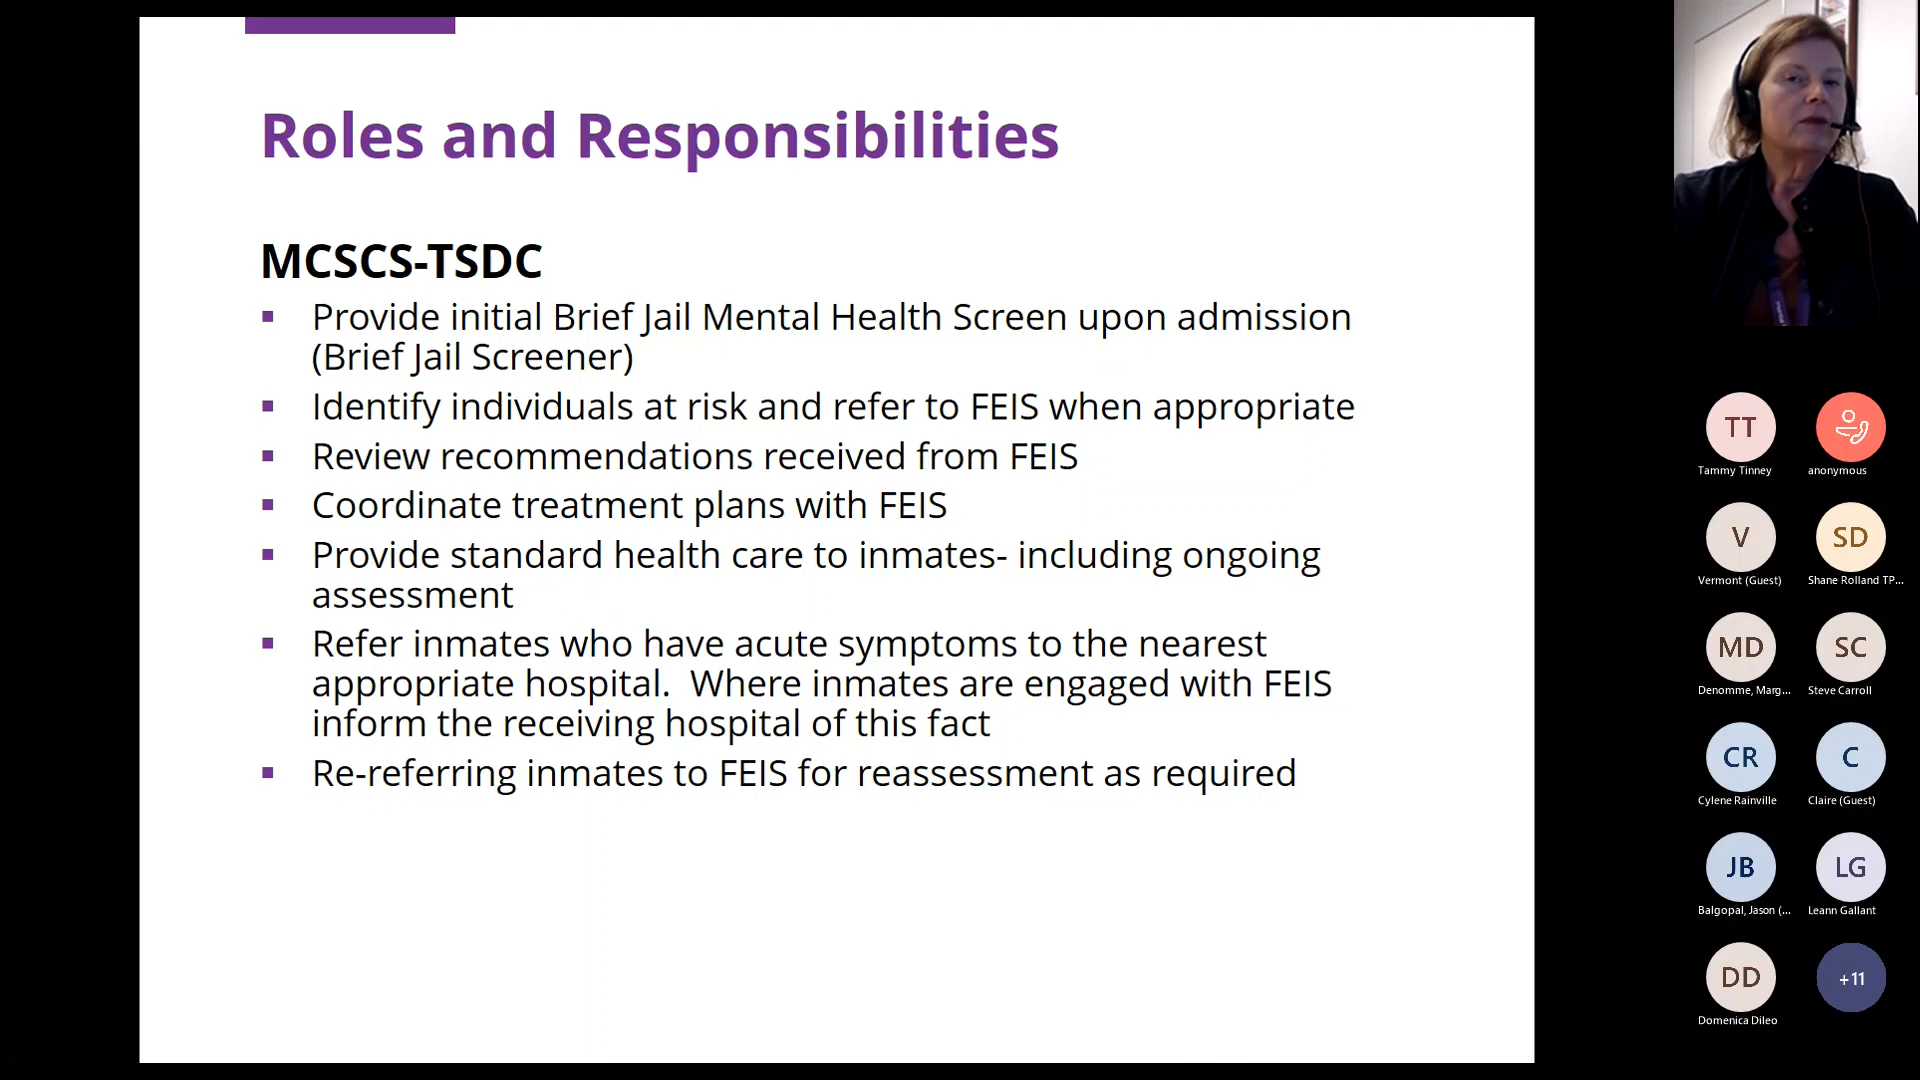 Roles and Responsibilities
MCSCS-TSDC
▪ Provide initial Brief Jail Mental Health Screen upon admission
(Brief Jail Screener)
▪ Identify individuals at risk and refer to FEIS when appropriate
▪ Review recommendations received from FEIS
▪ Coordinate treatment plans with FEIS
▪ Provide standard health care to inmates- including ongoing
assessment
▪ Refer inmates who have acute symptoms to the nearest
appropriate hospital.  Where inmates are engaged with FEIS
inform the receiving hospital of this fact
▪ Re-referring inmates to FEIS for reassessment as required
TT
Tammy Tinney
anonymous
V
Vermont (Guest)
SD
Shane Rolland TP...
MD
Denomme, Marg...
SC
Steve Carroll
CR
Cylene Rainville
C
Claire (Guest)
JB
Balgopal, Jason (...
LG
Leann Gallant
DD
Domenica Dileo
+11